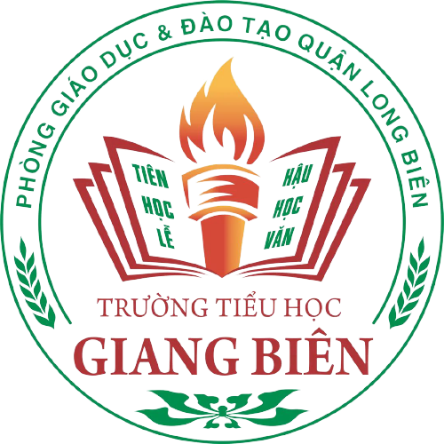 PHÒNG GIÁO DỤC & ĐÀO TẠO QUẬN LONG BIÊN
TIÊN
HỌC
LỄ
HẬU
HỌC
VĂN
TRƯỜNG TIỂU HỌC
GIANG BIÊN